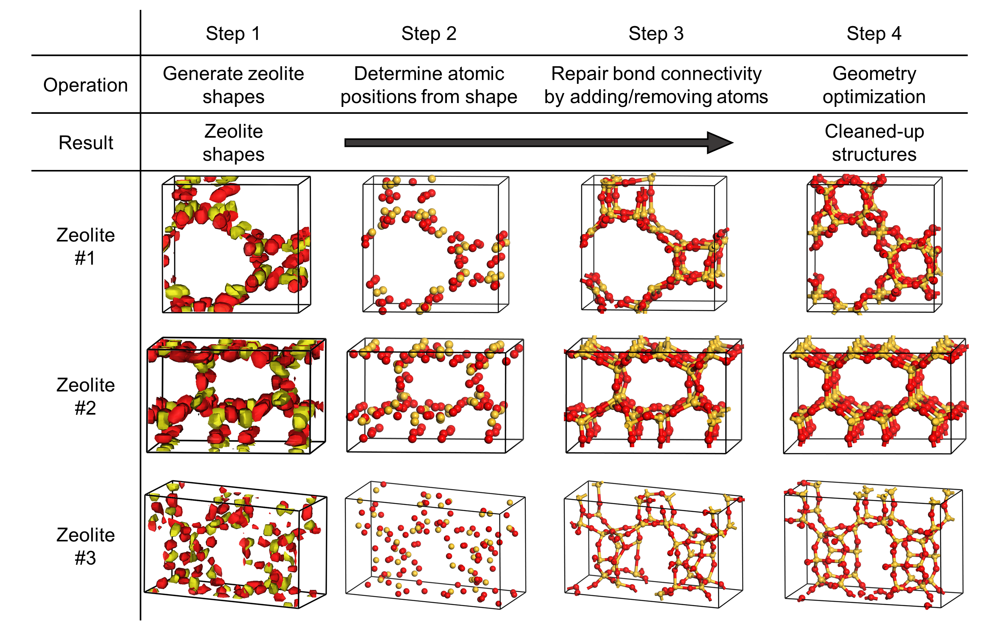 Step 1
Step 2
Step 3
Step 4
Operation
Generate zeolite
shapes
Determine atomic
positions from shape
Repair bond connectivity
by adding/removing atoms
Geometry
optimization
Result
Zeolite
shapes
Cleaned-up
structures
Zeolite
#1
Zeolite
#2
Zeolite
#3